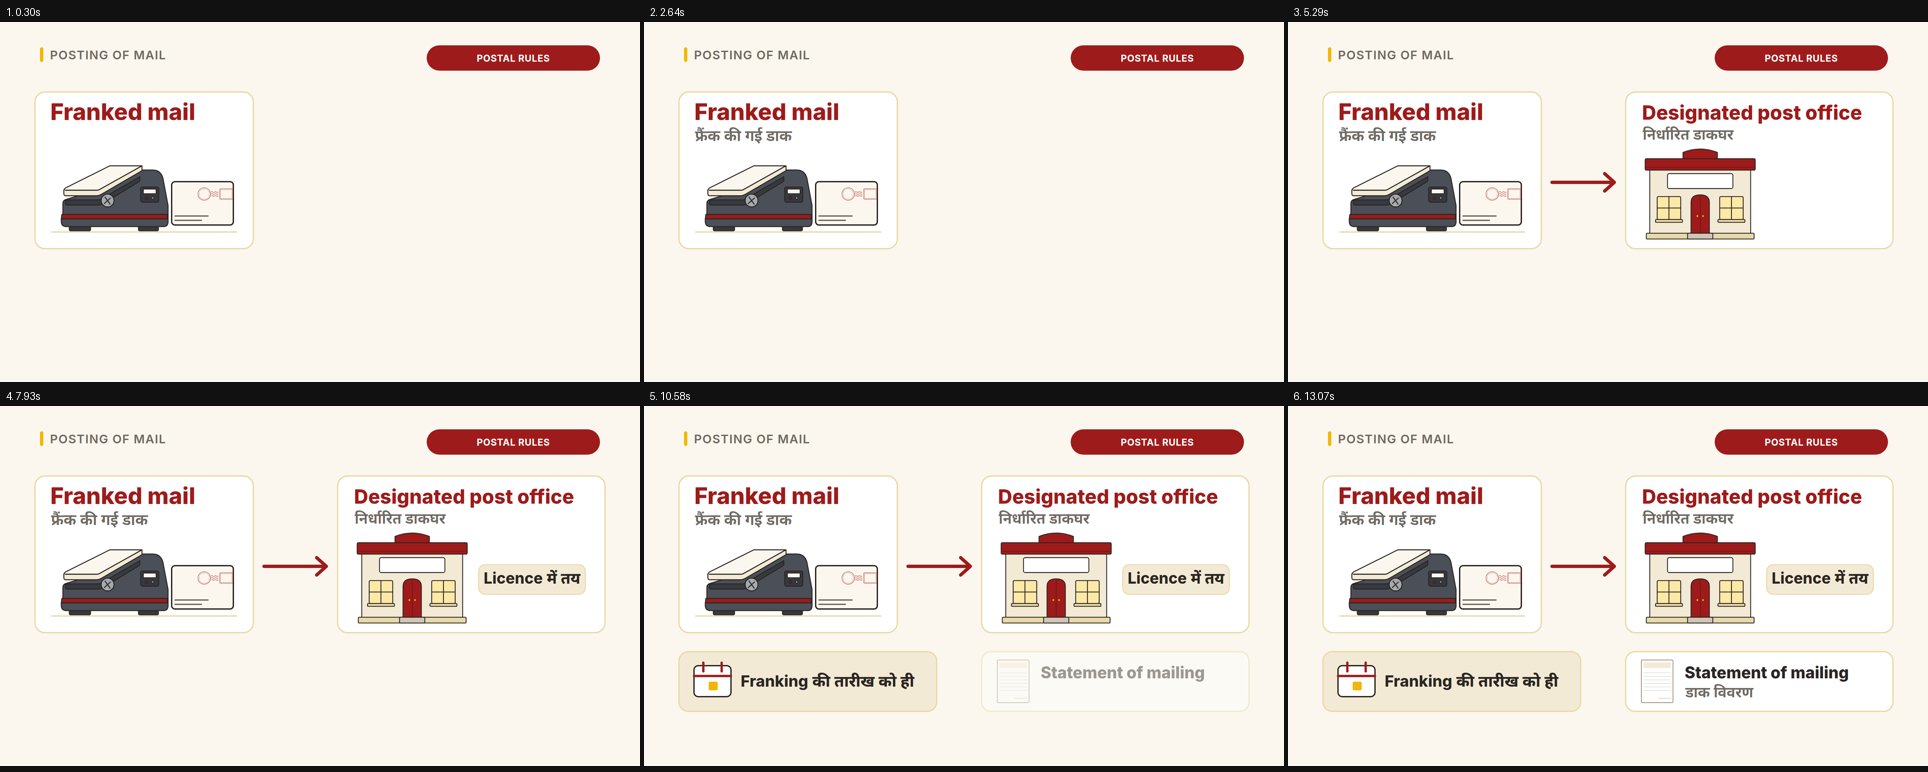 1. 0.30s
POSTING OF MAIL
POSTAL RULES
Franked mail
2. 2.64s
POSTING OF MAIL
POSTAL RULES
Franked mail
फ्रैंक की गई डाक
3. 5.29s
POSTING OF MAIL
POSTAL RULES
Franked mail
फ्रैंक की गई डाक
Designated post office
निर्धारित डाकघर
4. 7.93s
POSTING OF MAIL
POSTAL RULES
Franked mail
फ्रैंक की गई डाक
Designated post office
निर्धारित डाकघर
Licence में तय
5. 10.58s
POSTING OF MAIL
POSTAL RULES
Franked mail
फ्रैंक की गई डाक
Designated post office
निर्धारित डाकघर
Licence में तय
Franking की तारीख को ही
Statement of mailing
6. 13.07s
POSTING OF MAIL
POSTAL RULES
Franked mail
फ्रैंक की गई डाक
Designated post office
निर्धारित डाकघर
Licence में तय
Franking की तारीख को ही
Statement of mailing
डाक विवरण